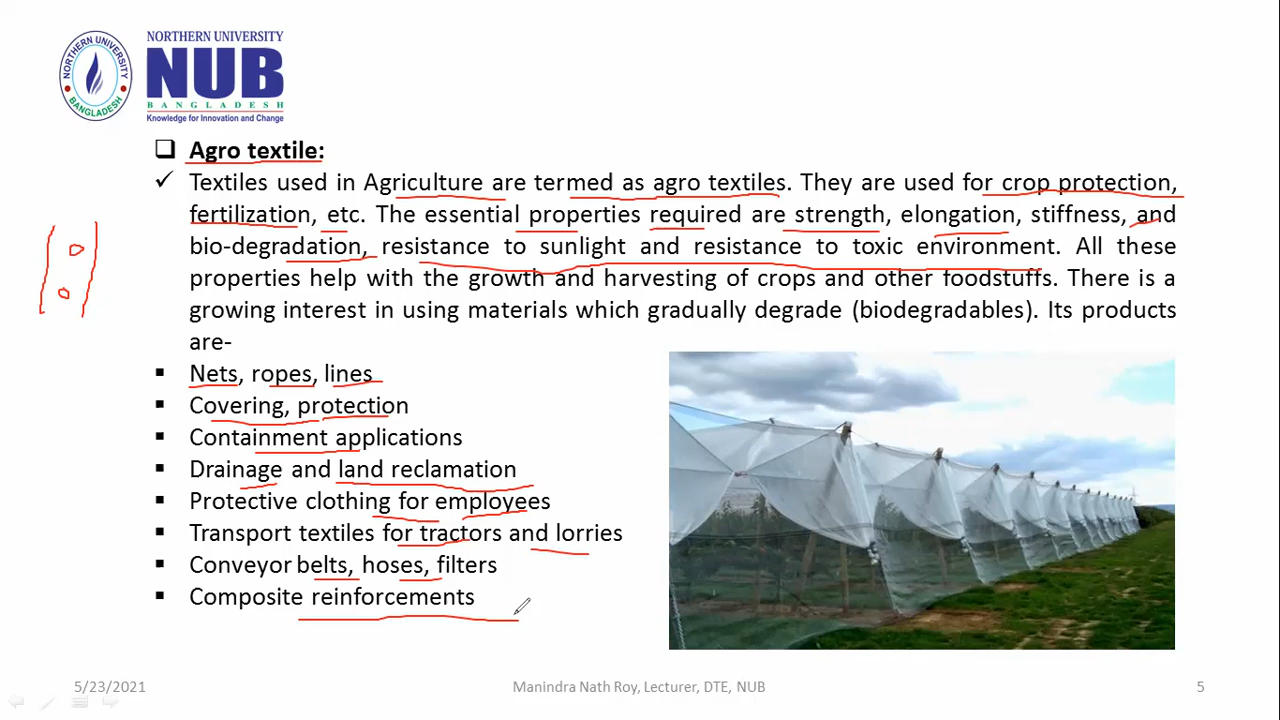 NORTHERN UNIVERSITY
NUB
BANGLADESH
Knowledge for Innovation and Change
NORTHERN UNIVERSITY
BANGLADESH
Agro textile:
Textiles used in Agriculture are termed as agro textiles. They are used for crop protection,
fertilization, etc. The essential properties required are strength, elongation, stiffness, and
bio-degradation, resistance to sunlight and resistance to toxic environment. All these
properties help with the growth and harvesting of crops and other foodstuffs. There is a
growing interest in using materials which gradually degrade (biodegradables). Its products
are-
Nets, ropes, lines
Covering, protection
Containment applications
Drainage and land reclamation
Protective clothing for employees
Transport textiles for tractors and lorries
Conveyor belts, hoses, filters
Composite reinforcements
5/23/2021
Manindra Nath Roy, Lecturer, DTE, NUB
5